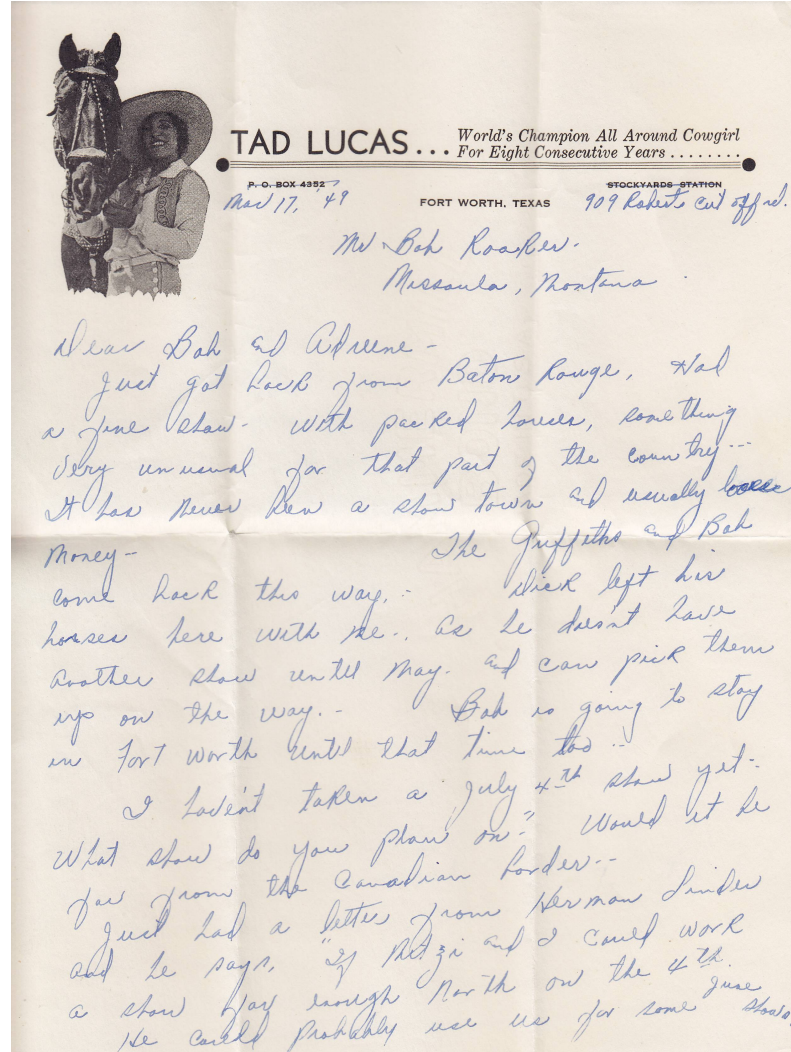 TAD LUCAS... World's Champion All Around Cowgirl
For Eight Consecutive Years ........
P. O. BOX 4352 STOCKYARDS STATION
Mar 17, '49 FORT WORTH, TEXAS 909 Roberts cut off rd.
Mr Bob
Missoula, Montana
Dear Bob and
Just got back from Baton Rouge, Had
a fine show - with packed houses, something
very unusual for that part of the country--
It has never been a show town and usually
money -
The Griffiths and Bob
come back this way. - Dick left his
horses here with me -, as he doesn't have
another show until May. and can pick them
up on the way. - Bob is going to stay
in Fort Worth until that time too --
I haven't taken a July 4th show yet -
What show do you plan on? Would it be
far from the Canadian border --
Just had a letter from Herman Linder
and he says, "If Mitzi and I could work
a show far enough North on the 4th.
He could probably use us for some June shows